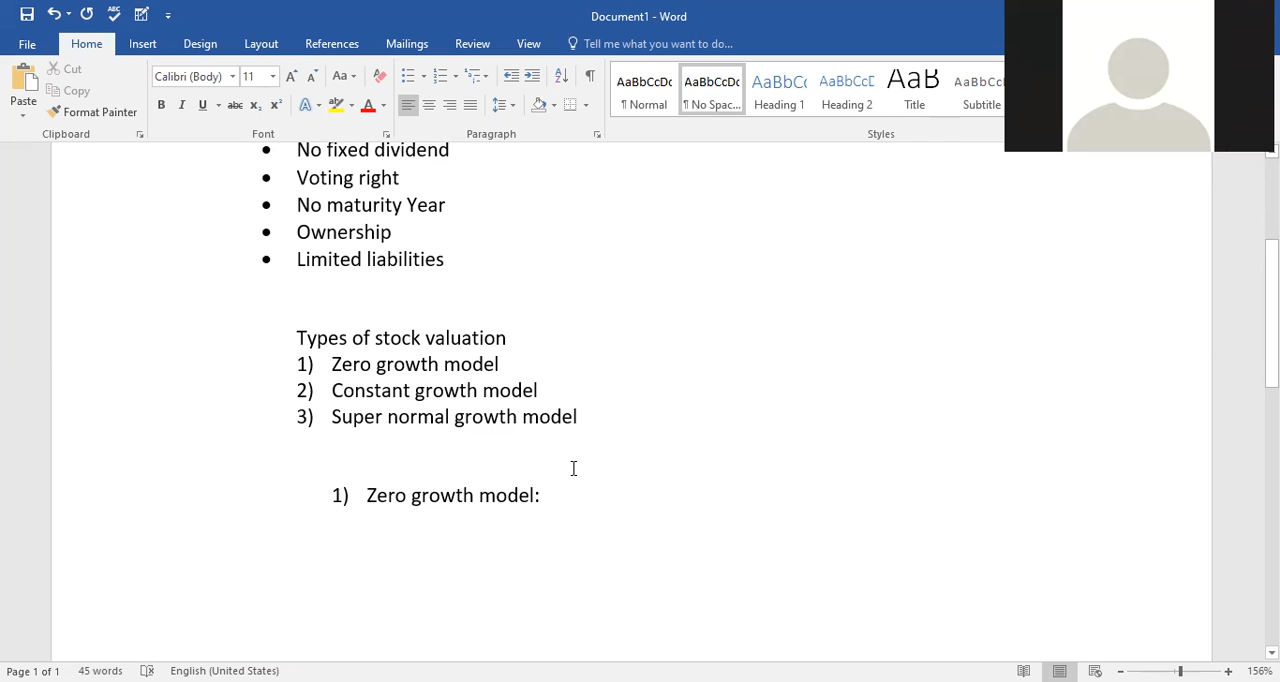 Document1 - Word
File Home Insert Design Layout References Mailings Review View Tell me what you want to do...
Paste
Cut
Copy
Format Painter
Clipboard
Calibri (Body) 11
Font
Paragraph
AaBbCcDc AaBbCcDc AaBbCc AaBbCcD AaB AaBbCcD
¶ Normal ¶ No Spac... Heading 1 Heading 2 Title Subtitle
Styles
• No fixed dividend
• Voting right
• No maturity Year
• Ownership
• Limited liabilities
Types of stock valuation
1) Zero growth model
2) Constant growth model
3) Super normal growth model
1) Zero growth model:
Page 1 of 1 45 words English (United States) 156%